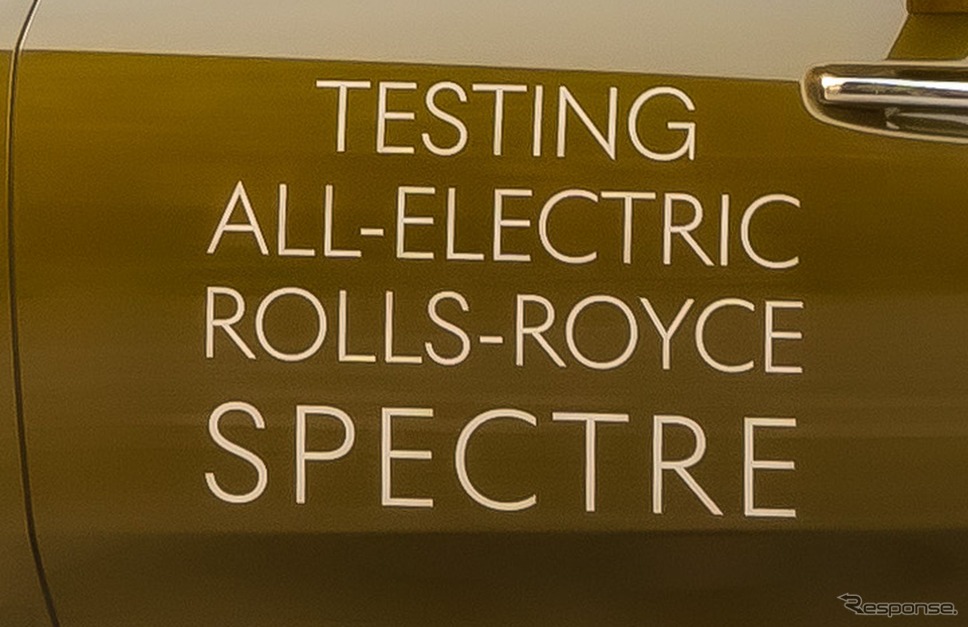 TESTING
ALL-ELECTRIC
ROLLS-ROYCE
SPECTRE
Response.